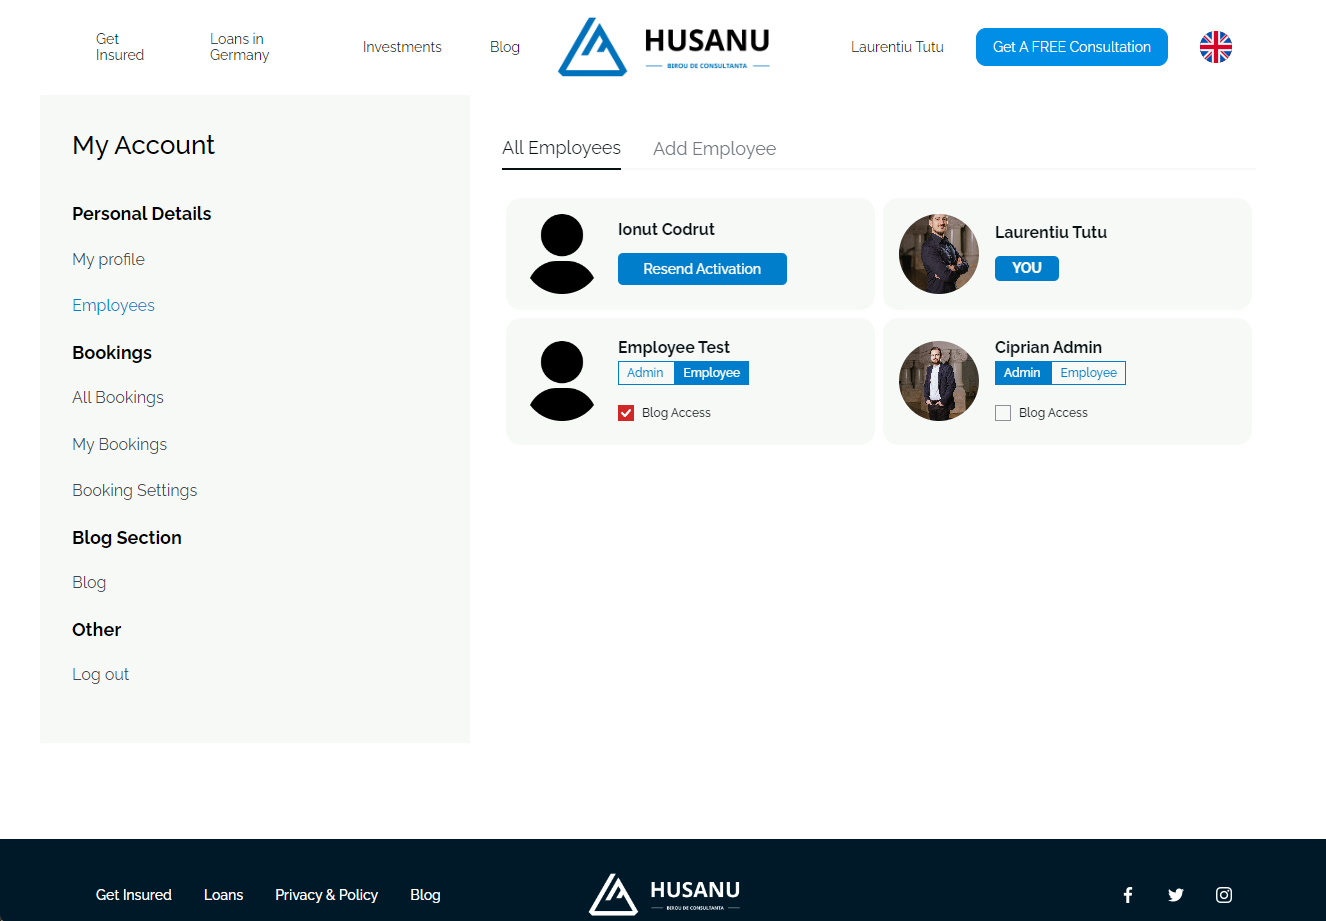 Get
Insured
Loans in
Germany
Investments
Blog
HUSANU
BIROU DE CONSULTANTA
Laurentiu Tutu
Get A FREE Consultation
My Account
Personal Details
My profile
Employees
Bookings
All Bookings
My Bookings
Booking Settings
Blog Section
Blog
Other
Log out
All Employees
Add Employee
Ionut Codrut
Resend Activation
Laurentiu Tutu
YOU
Employee Test
Admin
Employee
Blog Access
Ciprian Admin
Admin
Employee
Blog Access
Get Insured
Loans
Privacy & Policy
Blog
HUSANU
BIROU DE CONSULTANTA